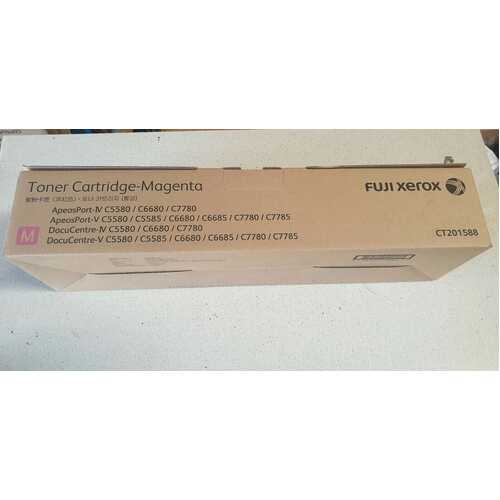 Toner Cartridge-Magenta
FUJI xerox
ApeosPort-Ⅳ C5580 / C6680 / C7780
ApeosPort-Ⅴ C5580 / C5585 / C6680 / C6685 / C7780 / C7785
M
DocuCentre-Ⅳ C5580 / C6680 / C7780
DocuCentre-Ⅴ C5580 / C5585 / C6680 / C6685 / C7780 / C7785
CT201588